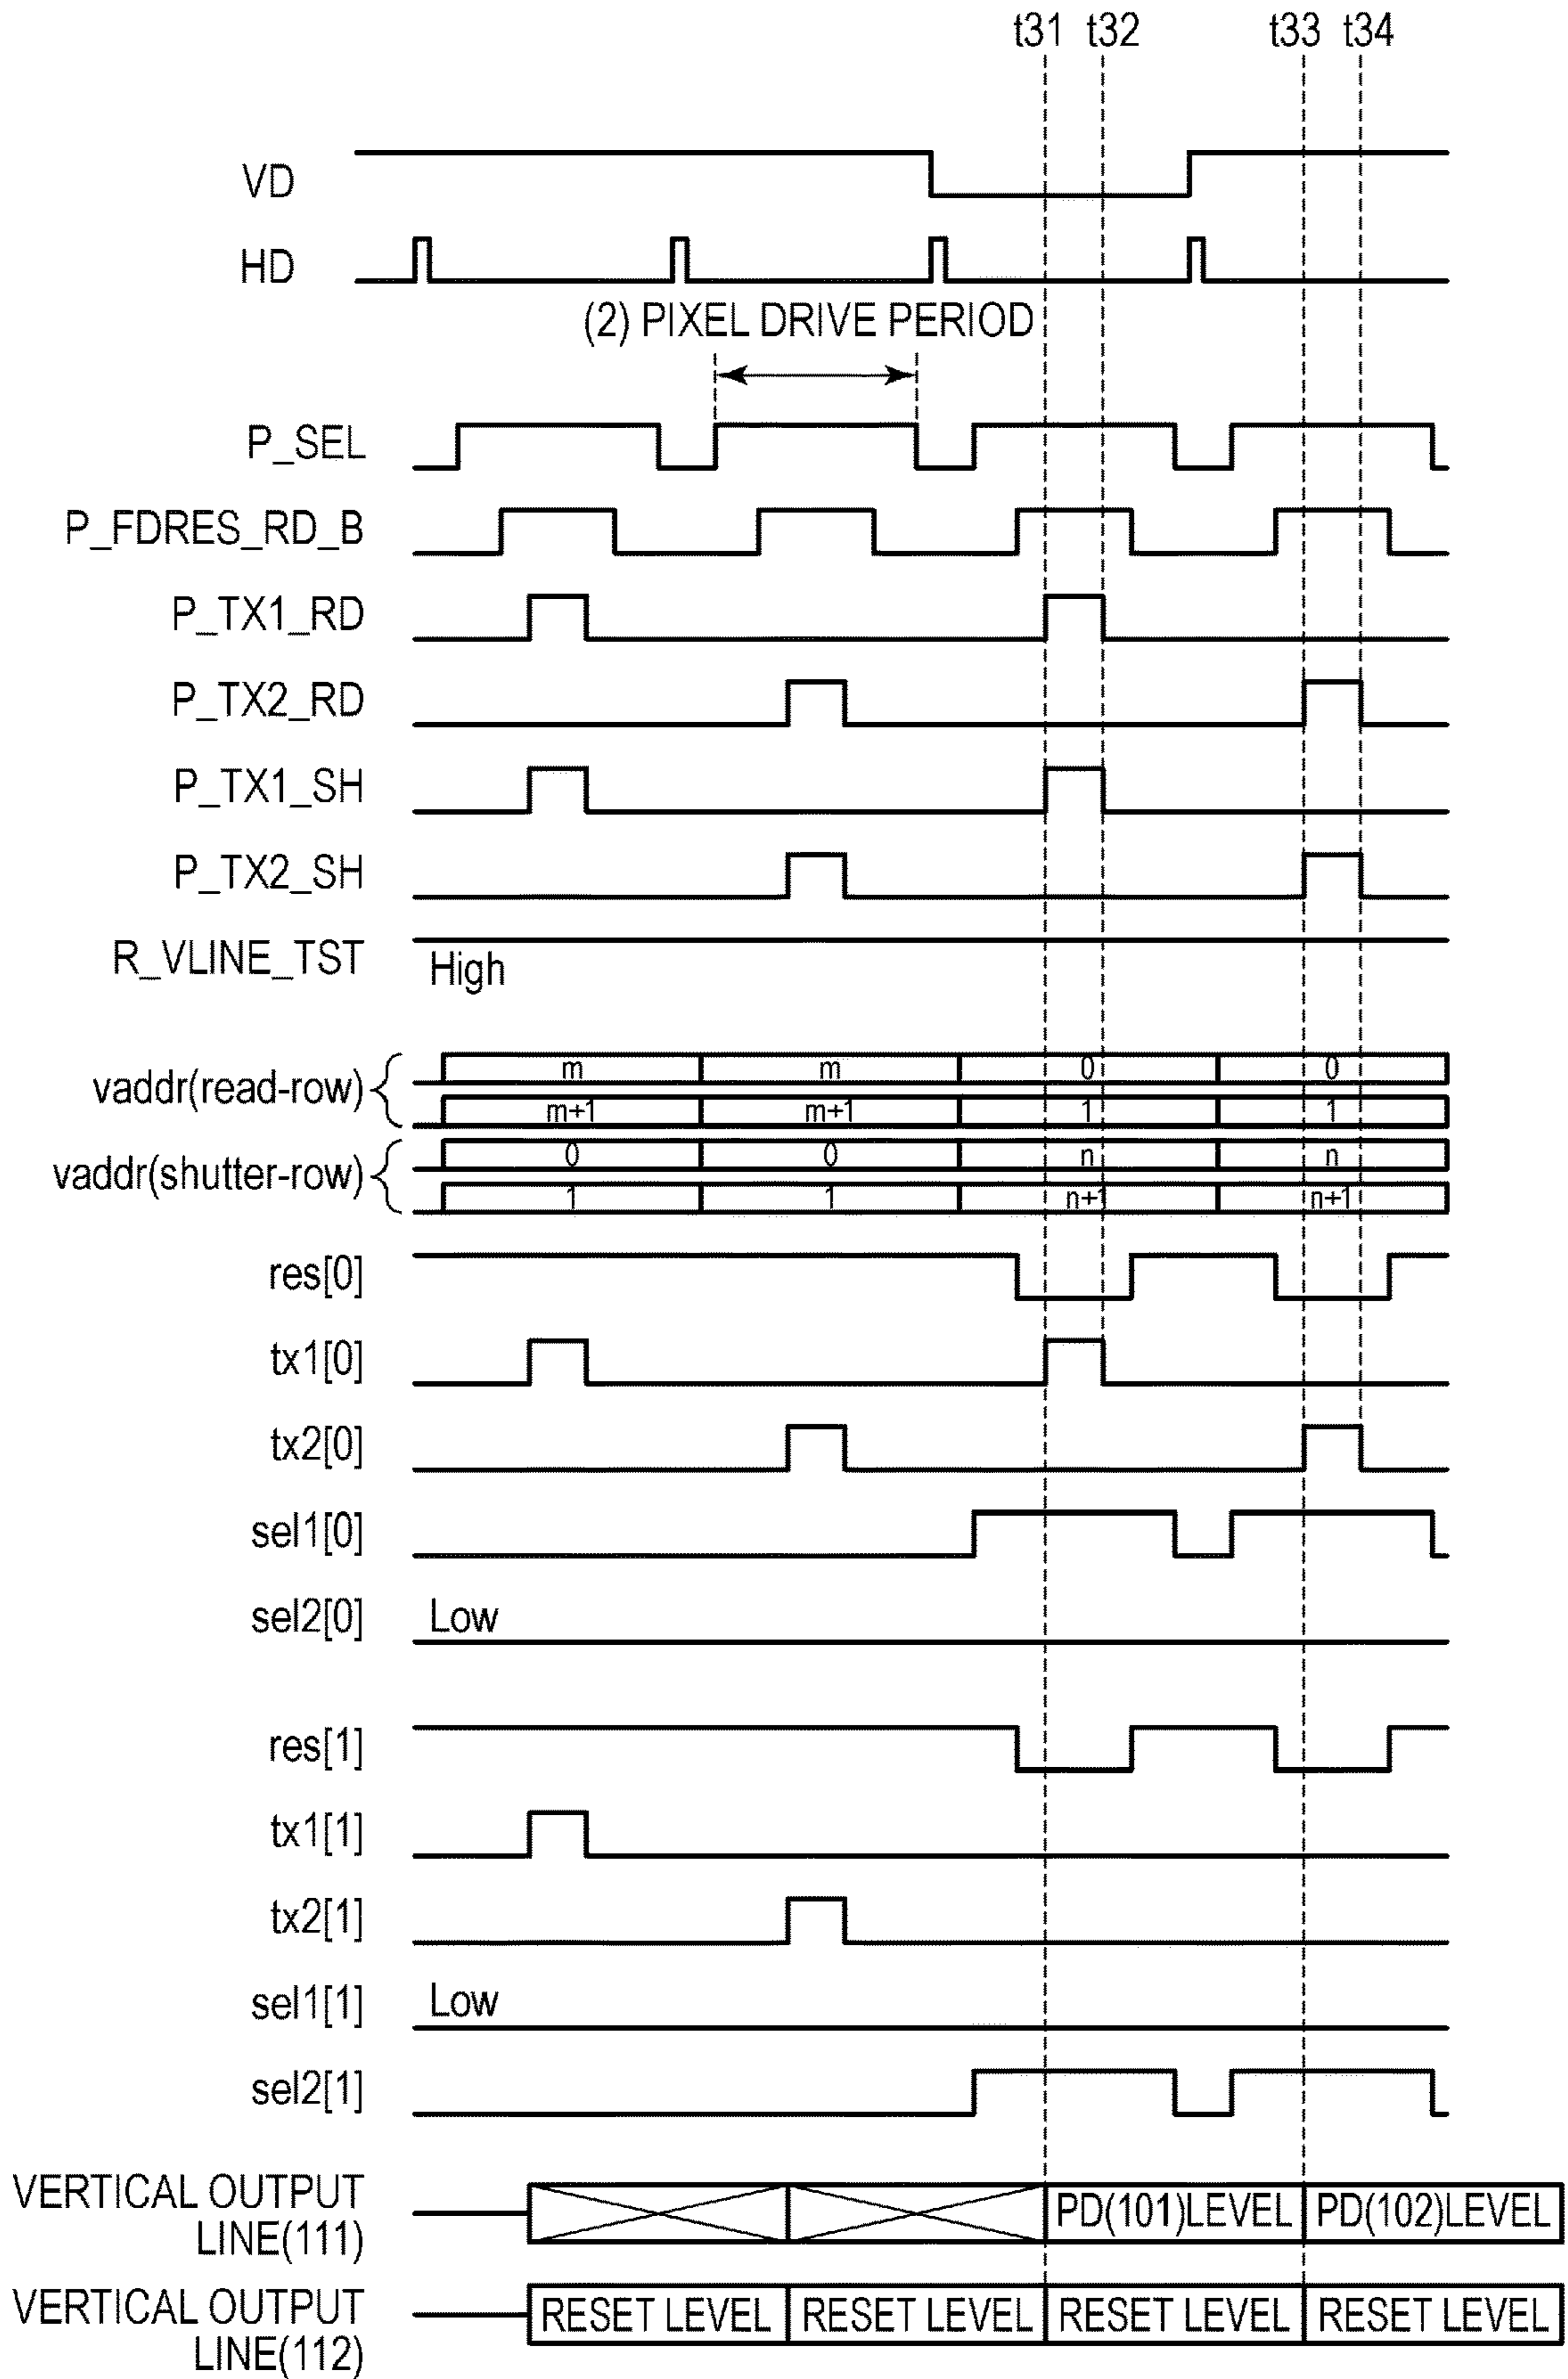 t31 t32 t33 t34
VD
HD
(2) PIXEL DRIVE PERIOD
P_SEL
P_FDRES_RD_B
P_TX1_RD
P_TX2_RD
P_TX1_SH
P_TX2_SH
R_VLINE_TST
High
vaddr(read-row)
m m 0 0
m+1 m+1 1 1
vaddr(shutter-row)
0 0 n n
1 1 n+1 n+1
res[0]
tx1[0]
tx2[0]
sel1[0]
sel2[0] Low
res[1]
tx1[1]
tx2[1]
sel1[1] Low
sel2[1]
VERTICAL OUTPUT
LINE(111)
PD(101)LEVEL PD(102)LEVEL
VERTICAL OUTPUT
LINE(112)
RESET LEVEL RESET LEVEL RESET LEVEL RESET LEVEL